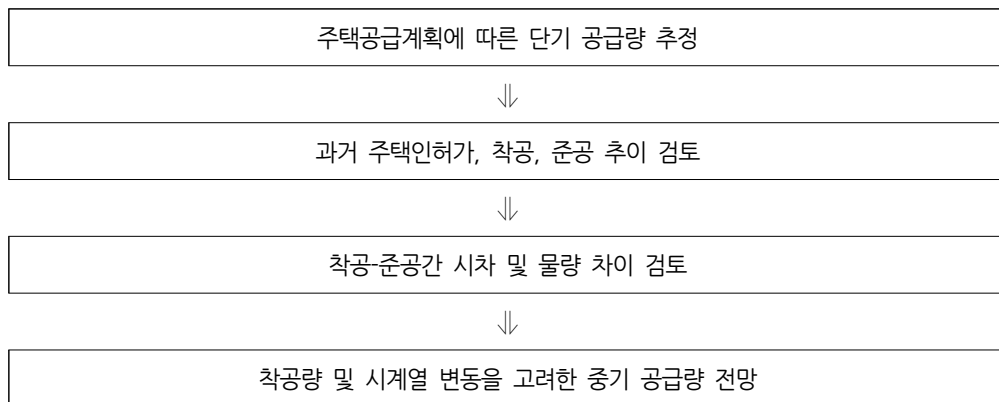 주택공급계획에 따른 단기 공급량 추정
⇓
과거 주택인허가, 착공, 준공 추이 검토
⇓
착공-준공간 시차 및 물량 차이 검토
⇓
착공량 및 시계열 변동을 고려한 중기 공급량 전망